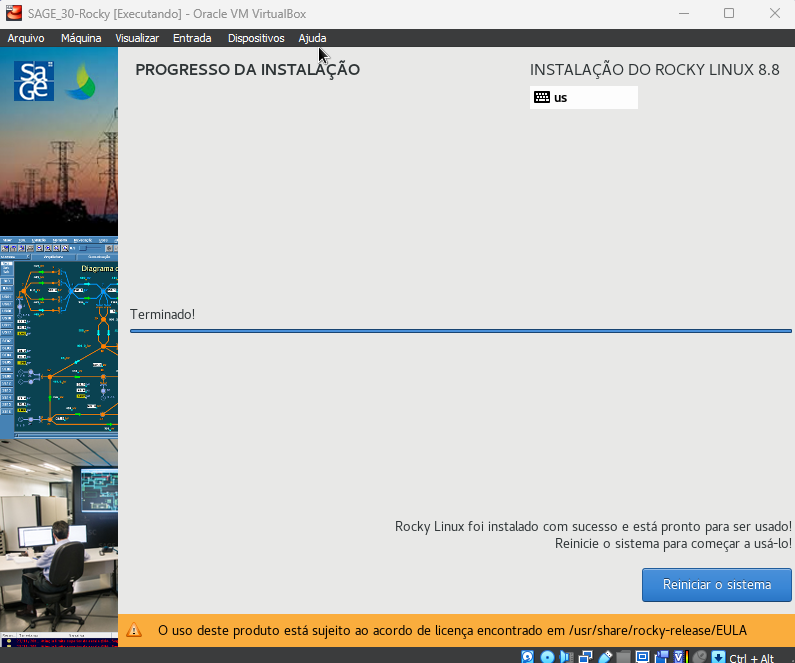 SAGE_30-Rocky [Executando] - Oracle VM VirtualBox
Arquivo Máquina Visualizar Entrada Dispositivos Ajuda
SaGe
PROGRESSO DA INSTALAÇÃO
INSTALAÇÃO DO ROCKY LINUX 8.8
us
Diagrama
Terminado!
Rocky Linux foi instalado com sucesso e está pronto para ser usado!
Reinicie o sistema para começar a usá-lo!
Reiniciar o sistema
O uso deste produto está sujeito ao acordo de licença encontrado em /usr/share/rocky-release/EULA
Ctrl + Alt